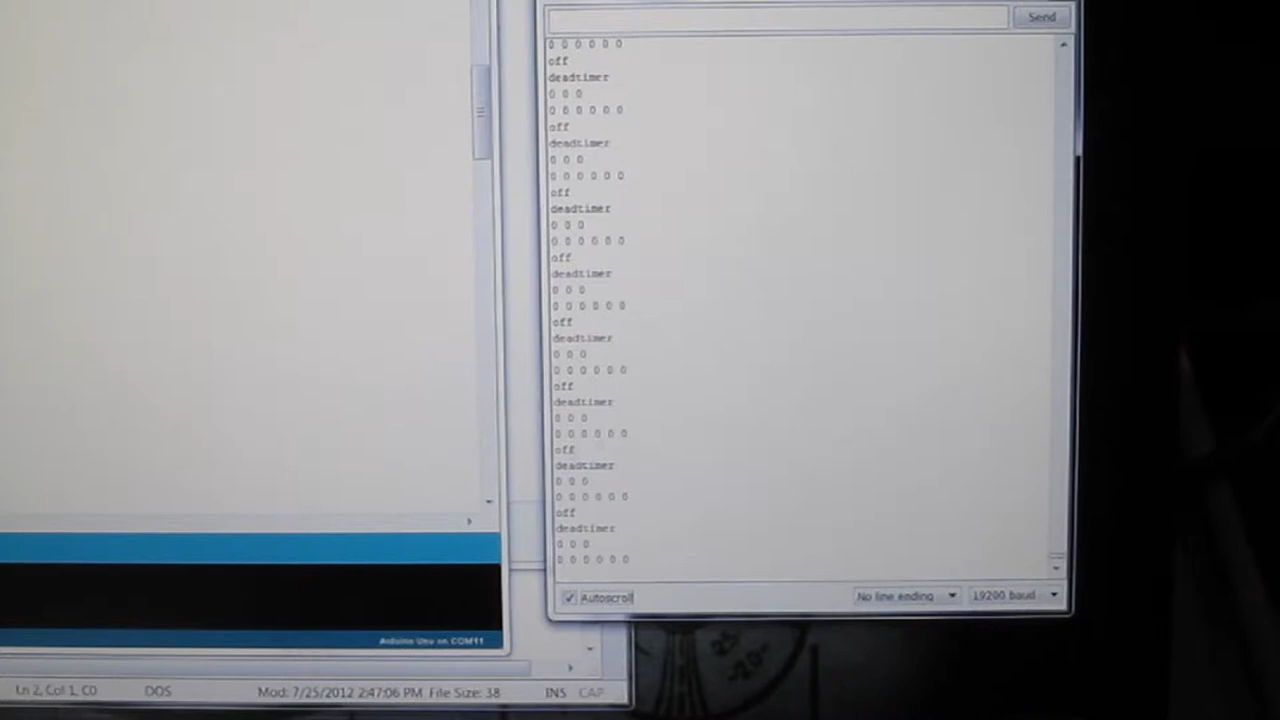 Send
0 0 0 0 0 0
off
deadtimer
0 0 0
0 0 0 0 0 0
off
deadtimer
0 0 0
0 0 0 0 0 0
off
deadtimer
0 0 0
0 0 0 0 0 0
off
deadtimer
0 0 0
0 0 0 0 0 0
off
deadtimer
0 0 0
0 0 0 0 0 0
off
deadtimer
0 0 0
0 0 0 0 0 0
off
deadtimer
0 0 0
0 0 0 0 0 0
off
deadtimer
0 0 0
0 0 0 0 0 0
Autoscroll No line ending 19200 baud
Arduino Uno on COM11
Ln 2, Col 1, C0 DOS Mod: 7/25/2012 2:47:06 PM File Size: 38 INS CAP
-20°